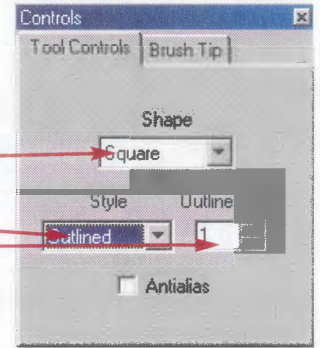 Controls
Tool Controls Brush Tip
Shape
Square
Style Outline
Outlined 1
Antialias